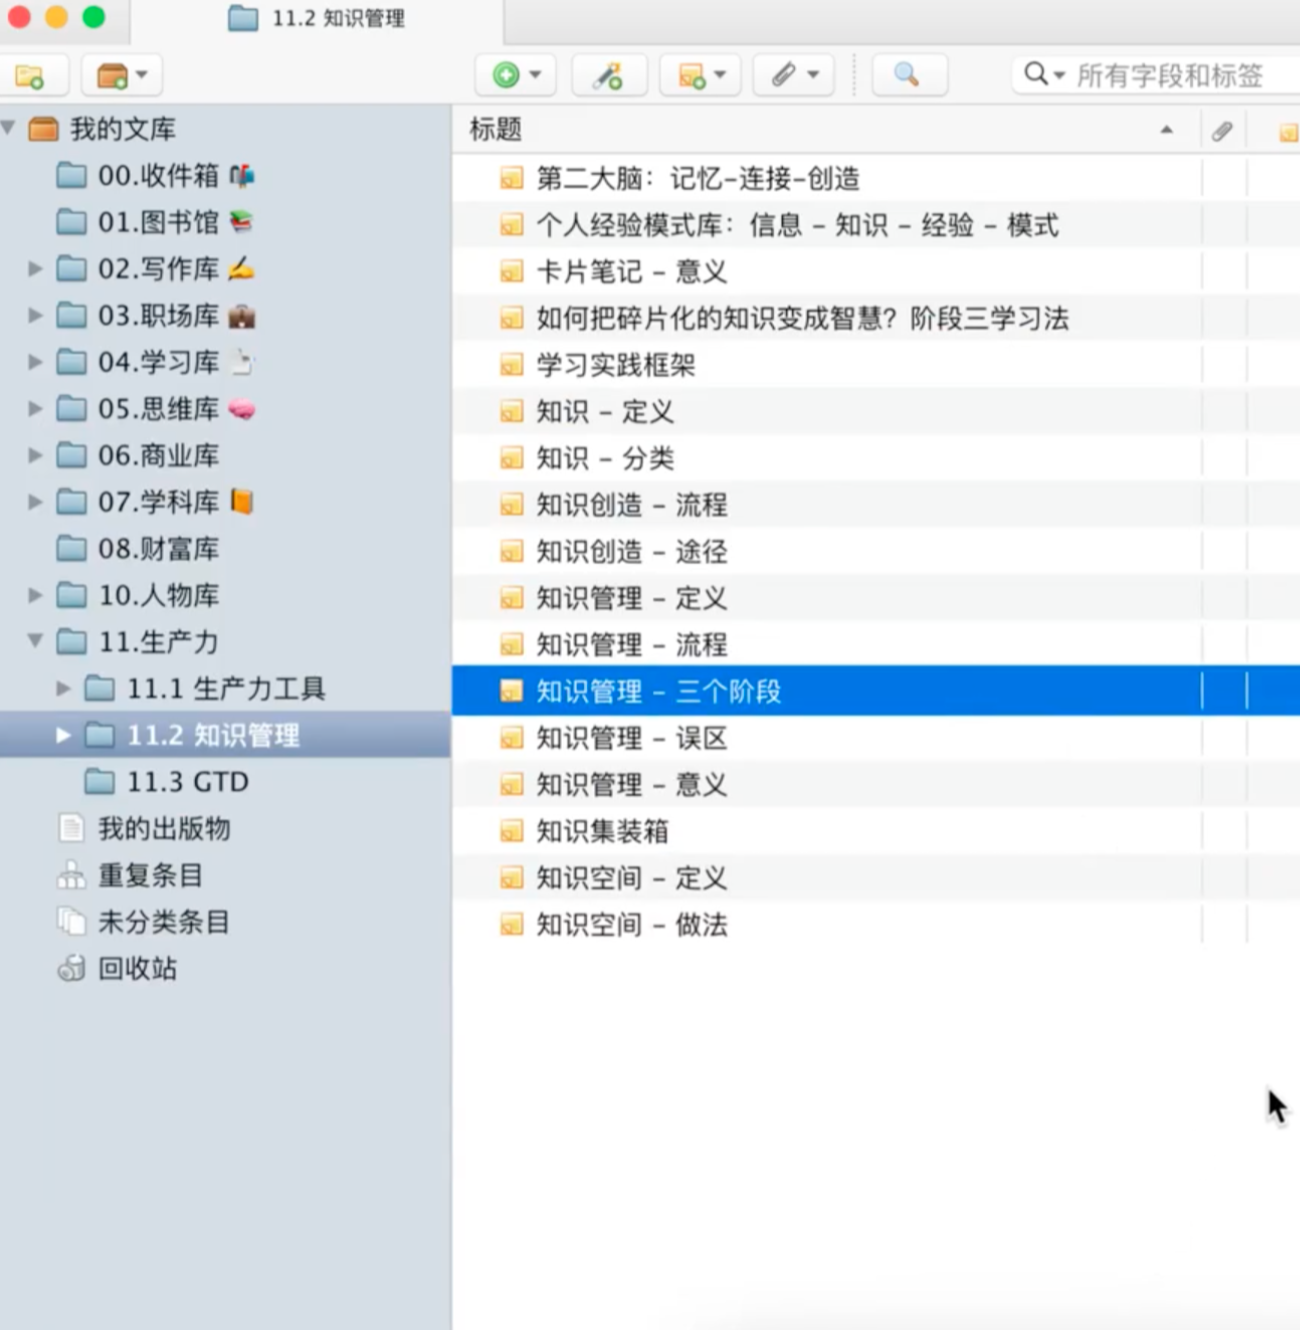 11.2 知识管理
所有字段和标签
我的文库
00.收件箱
01.图书馆
02.写作库
03.职场库
04.学习库
05.思维库
06.商业库
07.学科库
08.财富库
10.人物库
11.生产力
11.1 生产力工具
11.2 知识管理
11.3 GTD
我的出版物
重复条目
未分类条目
回收站
标题
第二大脑：记忆-连接-创造
个人经验模式库：信息 - 知识 - 经验 - 模式
卡片笔记 - 意义
如何把碎片化的知识变成智慧？阶段三学习法
学习实践框架
知识 - 定义
知识 - 分类
知识创造 - 流程
知识创造 - 途径
知识管理 - 定义
知识管理 - 流程
知识管理 - 三个阶段
知识管理 - 误区
知识管理 - 意义
知识集装箱
知识空间 - 定义
知识空间 - 做法